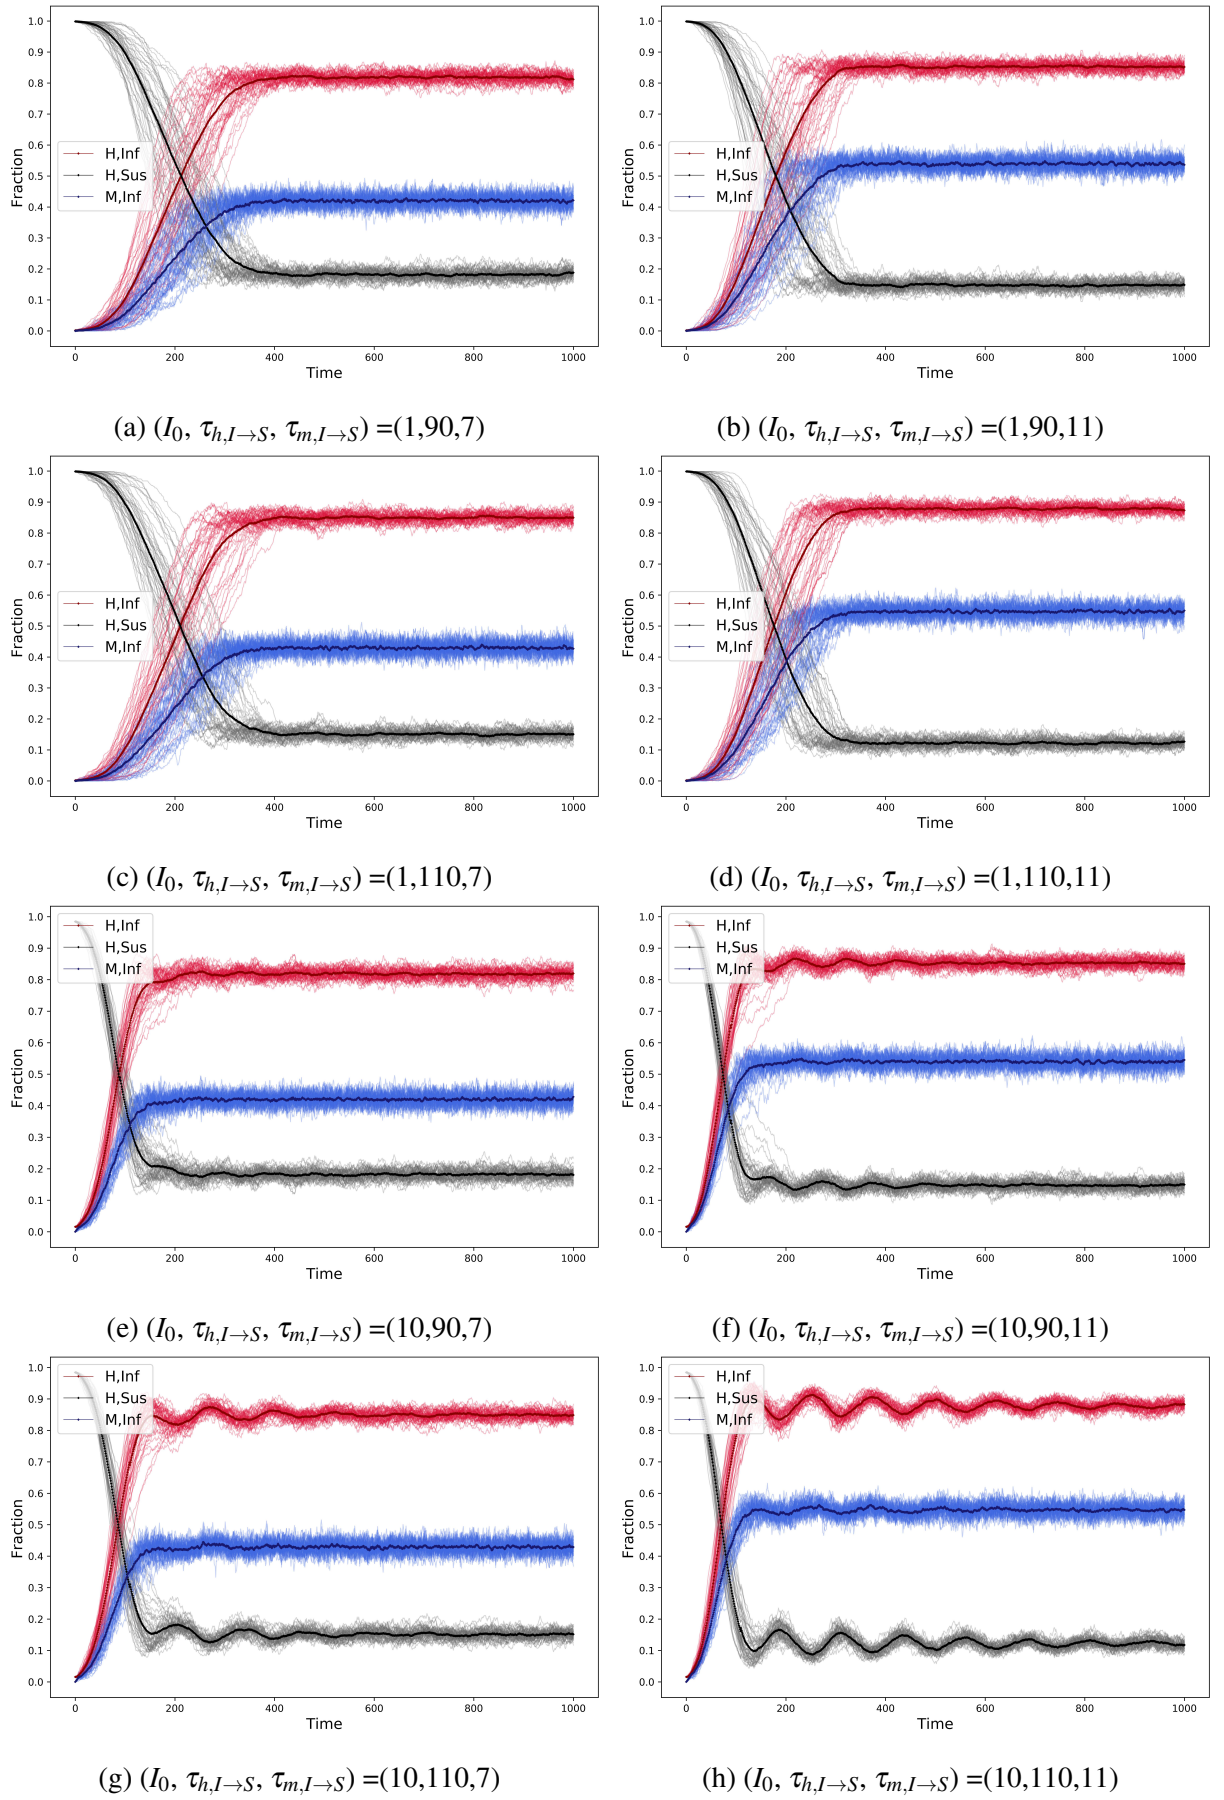 1.0
0.9
0.8
0.7
0.6
0.5
0.4
0.3
0.2
0.1
0.0
Fraction
H,Inf
H,Sus
M,Inf
0 200 400 600 800 1000
Time
(a) (I₀, τₕ,I→S, τₘ,I→S) =(1,90,7)
1.0
0.9
0.8
0.7
0.6
0.5
0.4
0.3
0.2
0.1
0.0
Fraction
H,Inf
H,Sus
M,Inf
0 200 400 600 800 1000
Time
(b) (I₀, τₕ,I→S, τₘ,I→S) =(1,90,11)
1.0
0.9
0.8
0.7
0.6
0.5
0.4
0.3
0.2
0.1
0.0
Fraction
H,Inf
H,Sus
M,Inf
0 200 400 600 800 1000
Time
(c) (I₀, τₕ,I→S, τₘ,I→S) =(1,110,7)
1.0
0.9
0.8
0.7
0.6
0.5
0.4
0.3
0.2
0.1
0.0
Fraction
H,Inf
H,Sus
M,Inf
0 200 400 600 800 1000
Time
(d) (I₀, τₕ,I→S, τₘ,I→S) =(1,110,11)
1.0
0.9
0.8
0.7
0.6
0.5
0.4
0.3
0.2
0.1
0.0
Fraction
H,Inf
H,Sus
M,Inf
0 200 400 600 800 1000
Time
(e) (I₀, τₕ,I→S, τₘ,I→S) =(10,90,7)
1.0
0.9
0.8
0.7
0.6
0.5
0.4
0.3
0.2
0.1
0.0
Fraction
H,Inf
H,Sus
M,Inf
0 200 400 600 800 1000
Time
(f) (I₀, τₕ,I→S, τₘ,I→S) =(10,90,11)
1.0
0.9
0.8
0.7
0.6
0.5
0.4
0.3
0.2
0.1
0.0
Fraction
H,Inf
H,Sus
M,Inf
0 200 400 600 800 1000
Time
(g) (I₀, τₕ,I→S, τₘ,I→S) =(10,110,7)
1.0
0.9
0.8
0.7
0.6
0.5
0.4
0.3
0.2
0.1
0.0
Fraction
H,Inf
H,Sus
M,Inf
0 200 400 600 800 1000
Time
(h) (I₀, τₕ,I→S, τₘ,I→S) =(10,110,11)